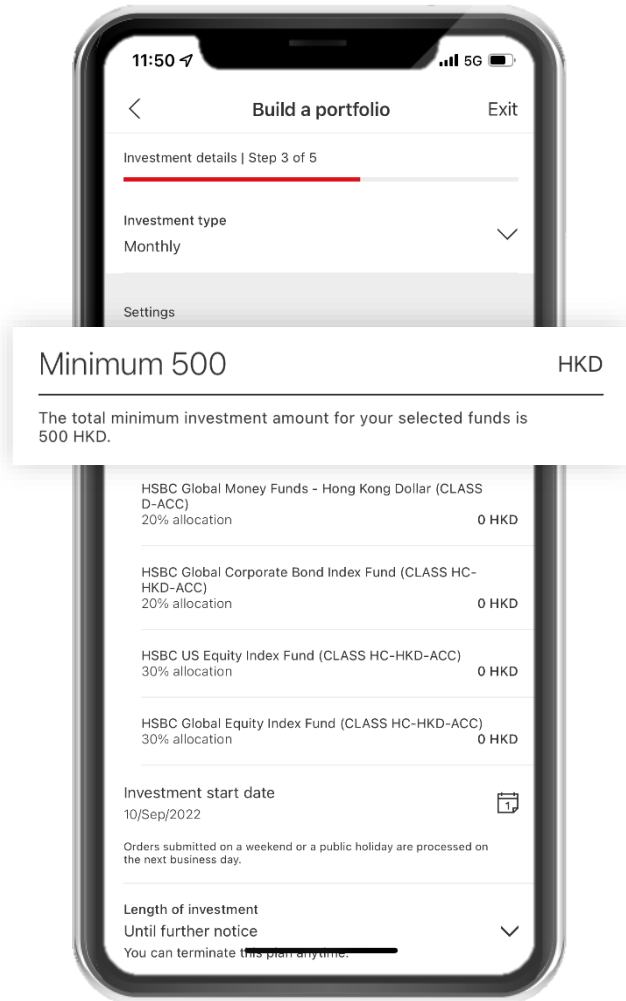 11:50
5G
Build a portfolio
Exit
Investment details | Step 3 of 5
Investment type
Monthly
Settings
Minimum 500
HKD
The total minimum investment amount for your selected funds is
500 HKD.
HSBC Global Money Funds - Hong Kong Dollar (CLASS
D-ACC)
20% allocation
0 HKD
HSBC Global Corporate Bond Index Fund (CLASS HC-
HKD-ACC)
20% allocation
0 HKD
HSBC US Equity Index Fund (CLASS HC-HKD-ACC)
30% allocation
0 HKD
HSBC Global Equity Index Fund (CLASS HC-HKD-ACC)
30% allocation
0 HKD
Investment start date
10/Sep/2022
1
Orders submitted on a weekend or a public holiday are processed on
the next business day.
Length of investment
Until further notice
You can terminate this plan anytime.